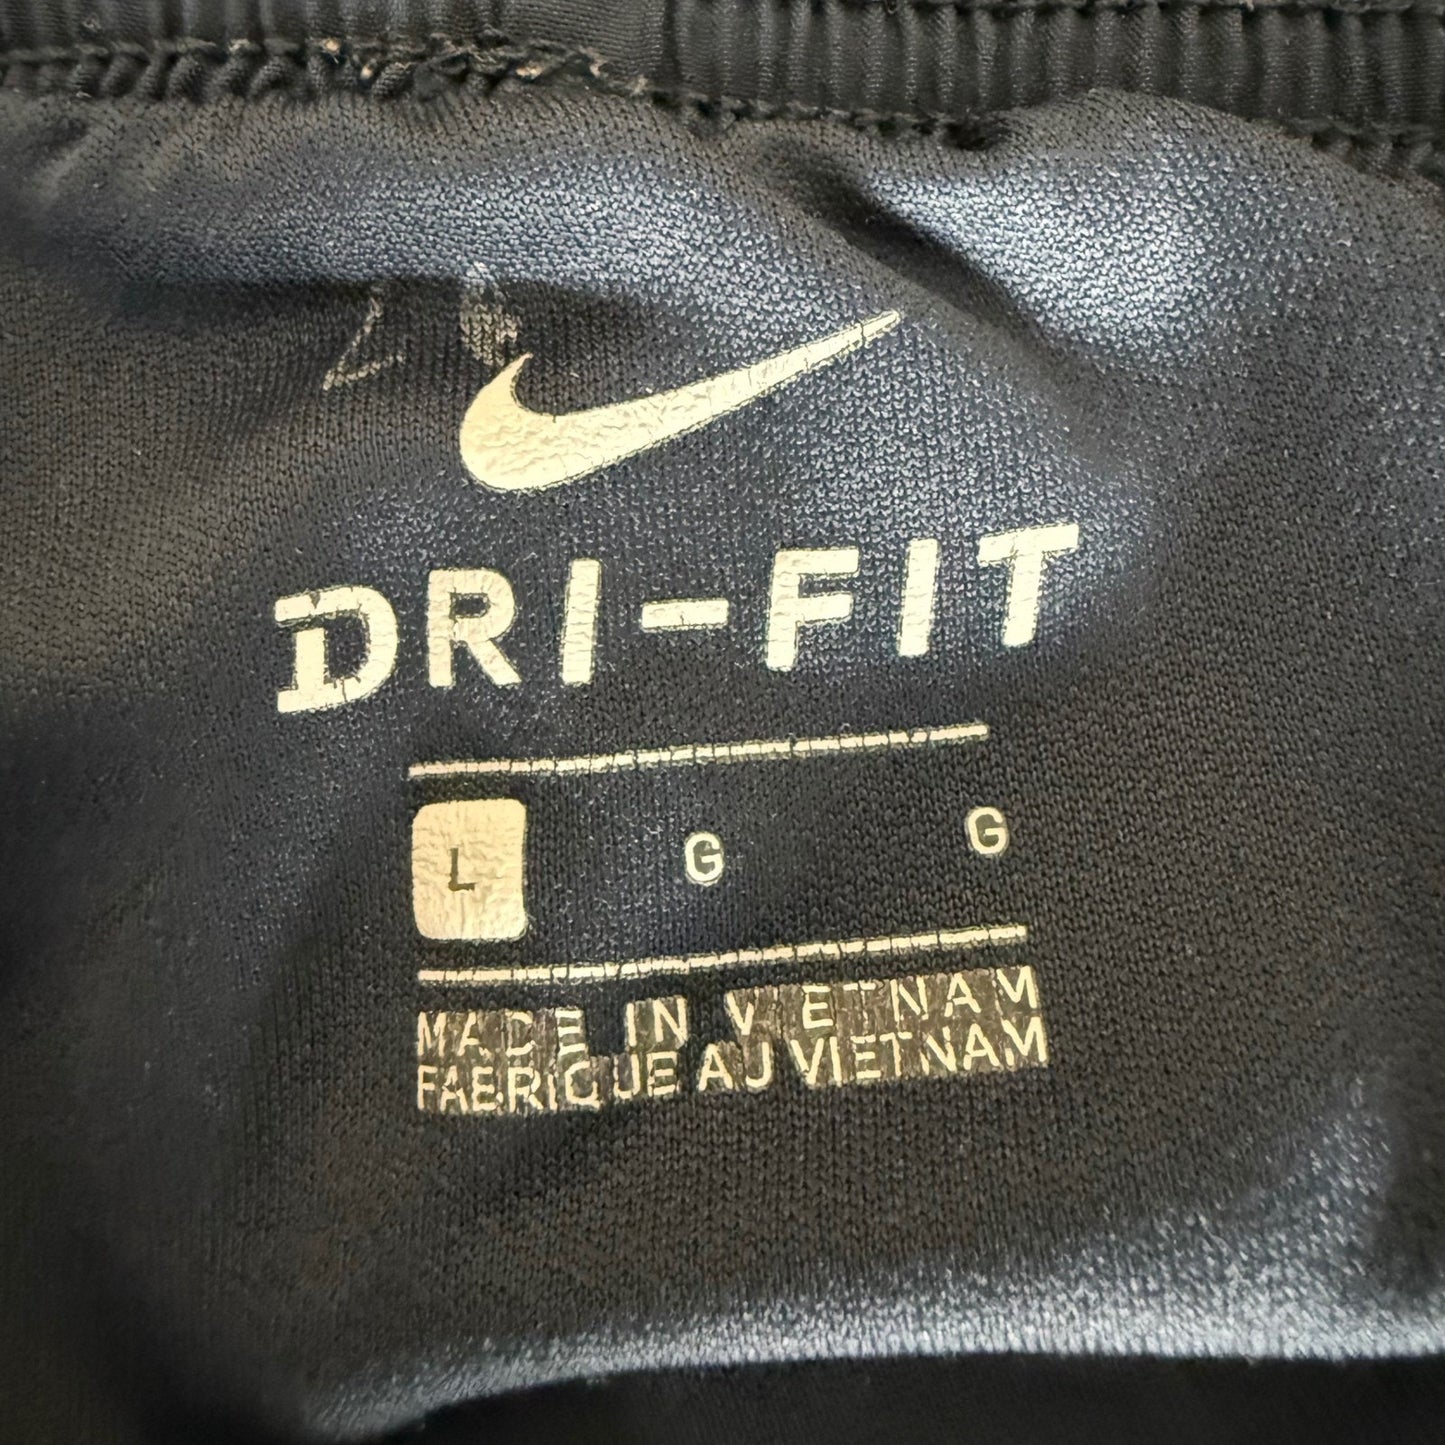 DRI-FIT
L G G
MADE IN VIETNAM
FABRIQUE AU VIETNAM